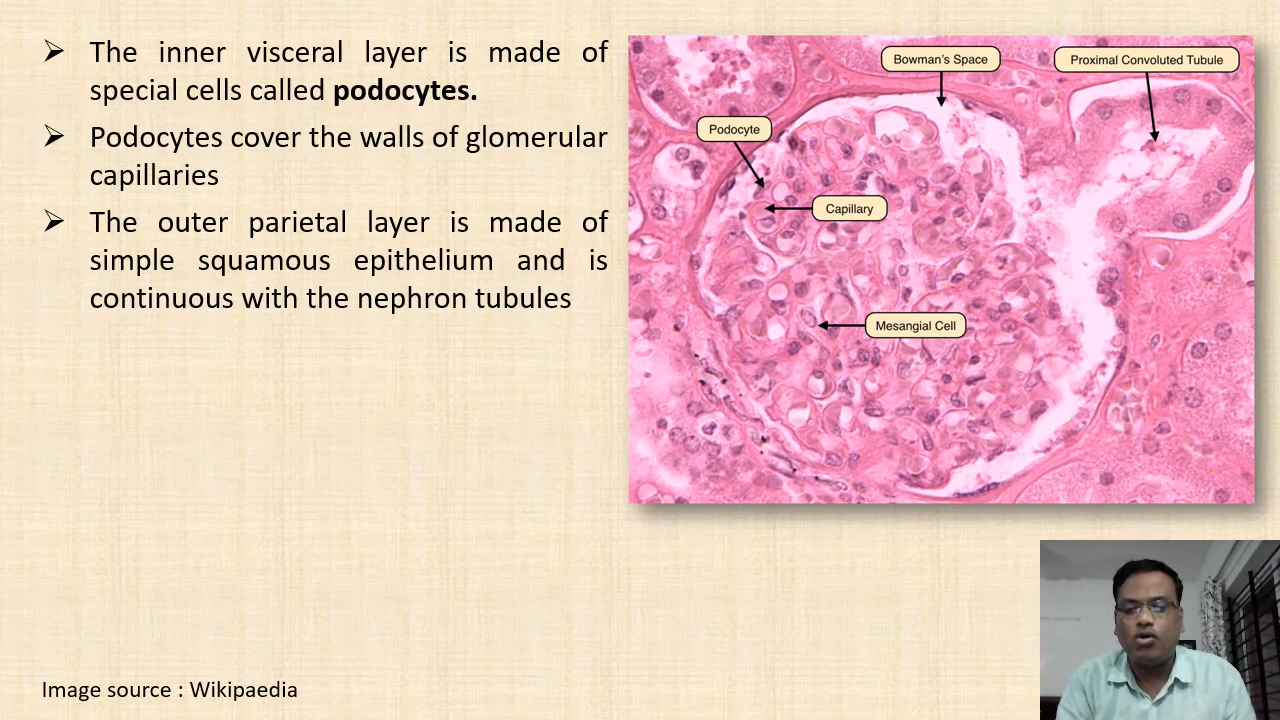 The inner visceral layer is made of
special cells called podocytes.
Podocytes cover the walls of glomerular
capillaries
The outer parietal layer is made of
simple squamous epithelium and is
continuous with the nephron tubules
Bowman's Space
Proximal Convoluted Tubule
Podocyte
Capillary
Mesangial Cell
Image source : Wikipaedia